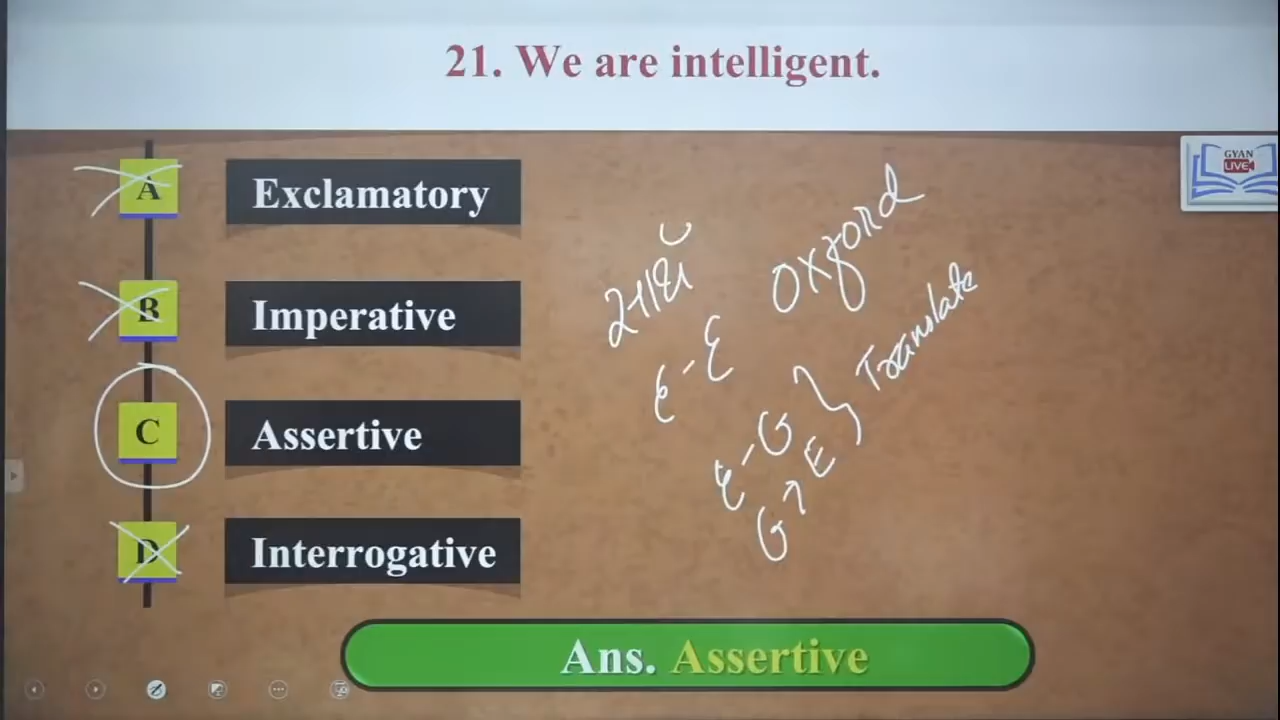 21. We are intelligent.
GYAN
LIVE
A
Exclamatory
B
Imperative
C
Assertive
D
Interrogative
Oxford
E - E
E - G
G → E
Translate
Ans. Assertive